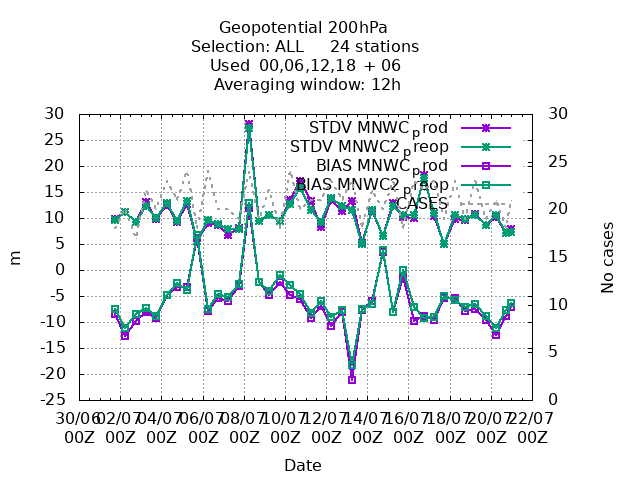 Geopotential 200hPa
Selection: ALL 24 stations
Used 00,06,12,18 + 06
Averaging window: 12h
STDV MNWC_prod
STDV MNWC2_preop
BIAS MNWC_prod
BIAS MNWC2_preop
CASES
30 30
25 25
20
15 20
10
5 15
0
-5 10
-10
-15 5
-20
-25 0
m
No cases
30/06 02/07 04/07 06/07 08/07 10/07 12/07 14/07 16/07 18/07 20/07 22/07
00Z 00Z 00Z 00Z 00Z 00Z 00Z 00Z 00Z 00Z 00Z 00Z
Date